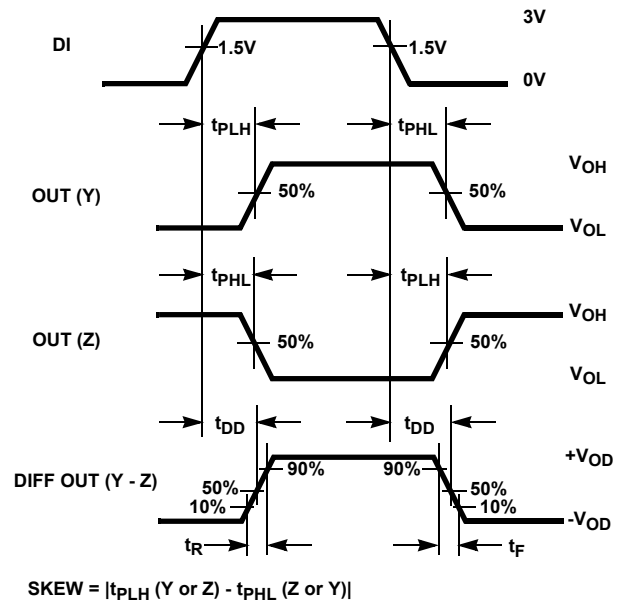 3V
DI
1.5V
1.5V
0V
tPLH
tPHL
VOH
OUT (Y)
50%
50%
VOL
tPHL
tPLH
VOH
OUT (Z)
50%
50%
VOL
tDD
tDD
+VOD
DIFF OUT (Y - Z)
90%
90%
50%
50%
10%
10%
-VOD
tR
tF
SKEW = |tPLH (Y or Z) - tPHL (Z or Y)|